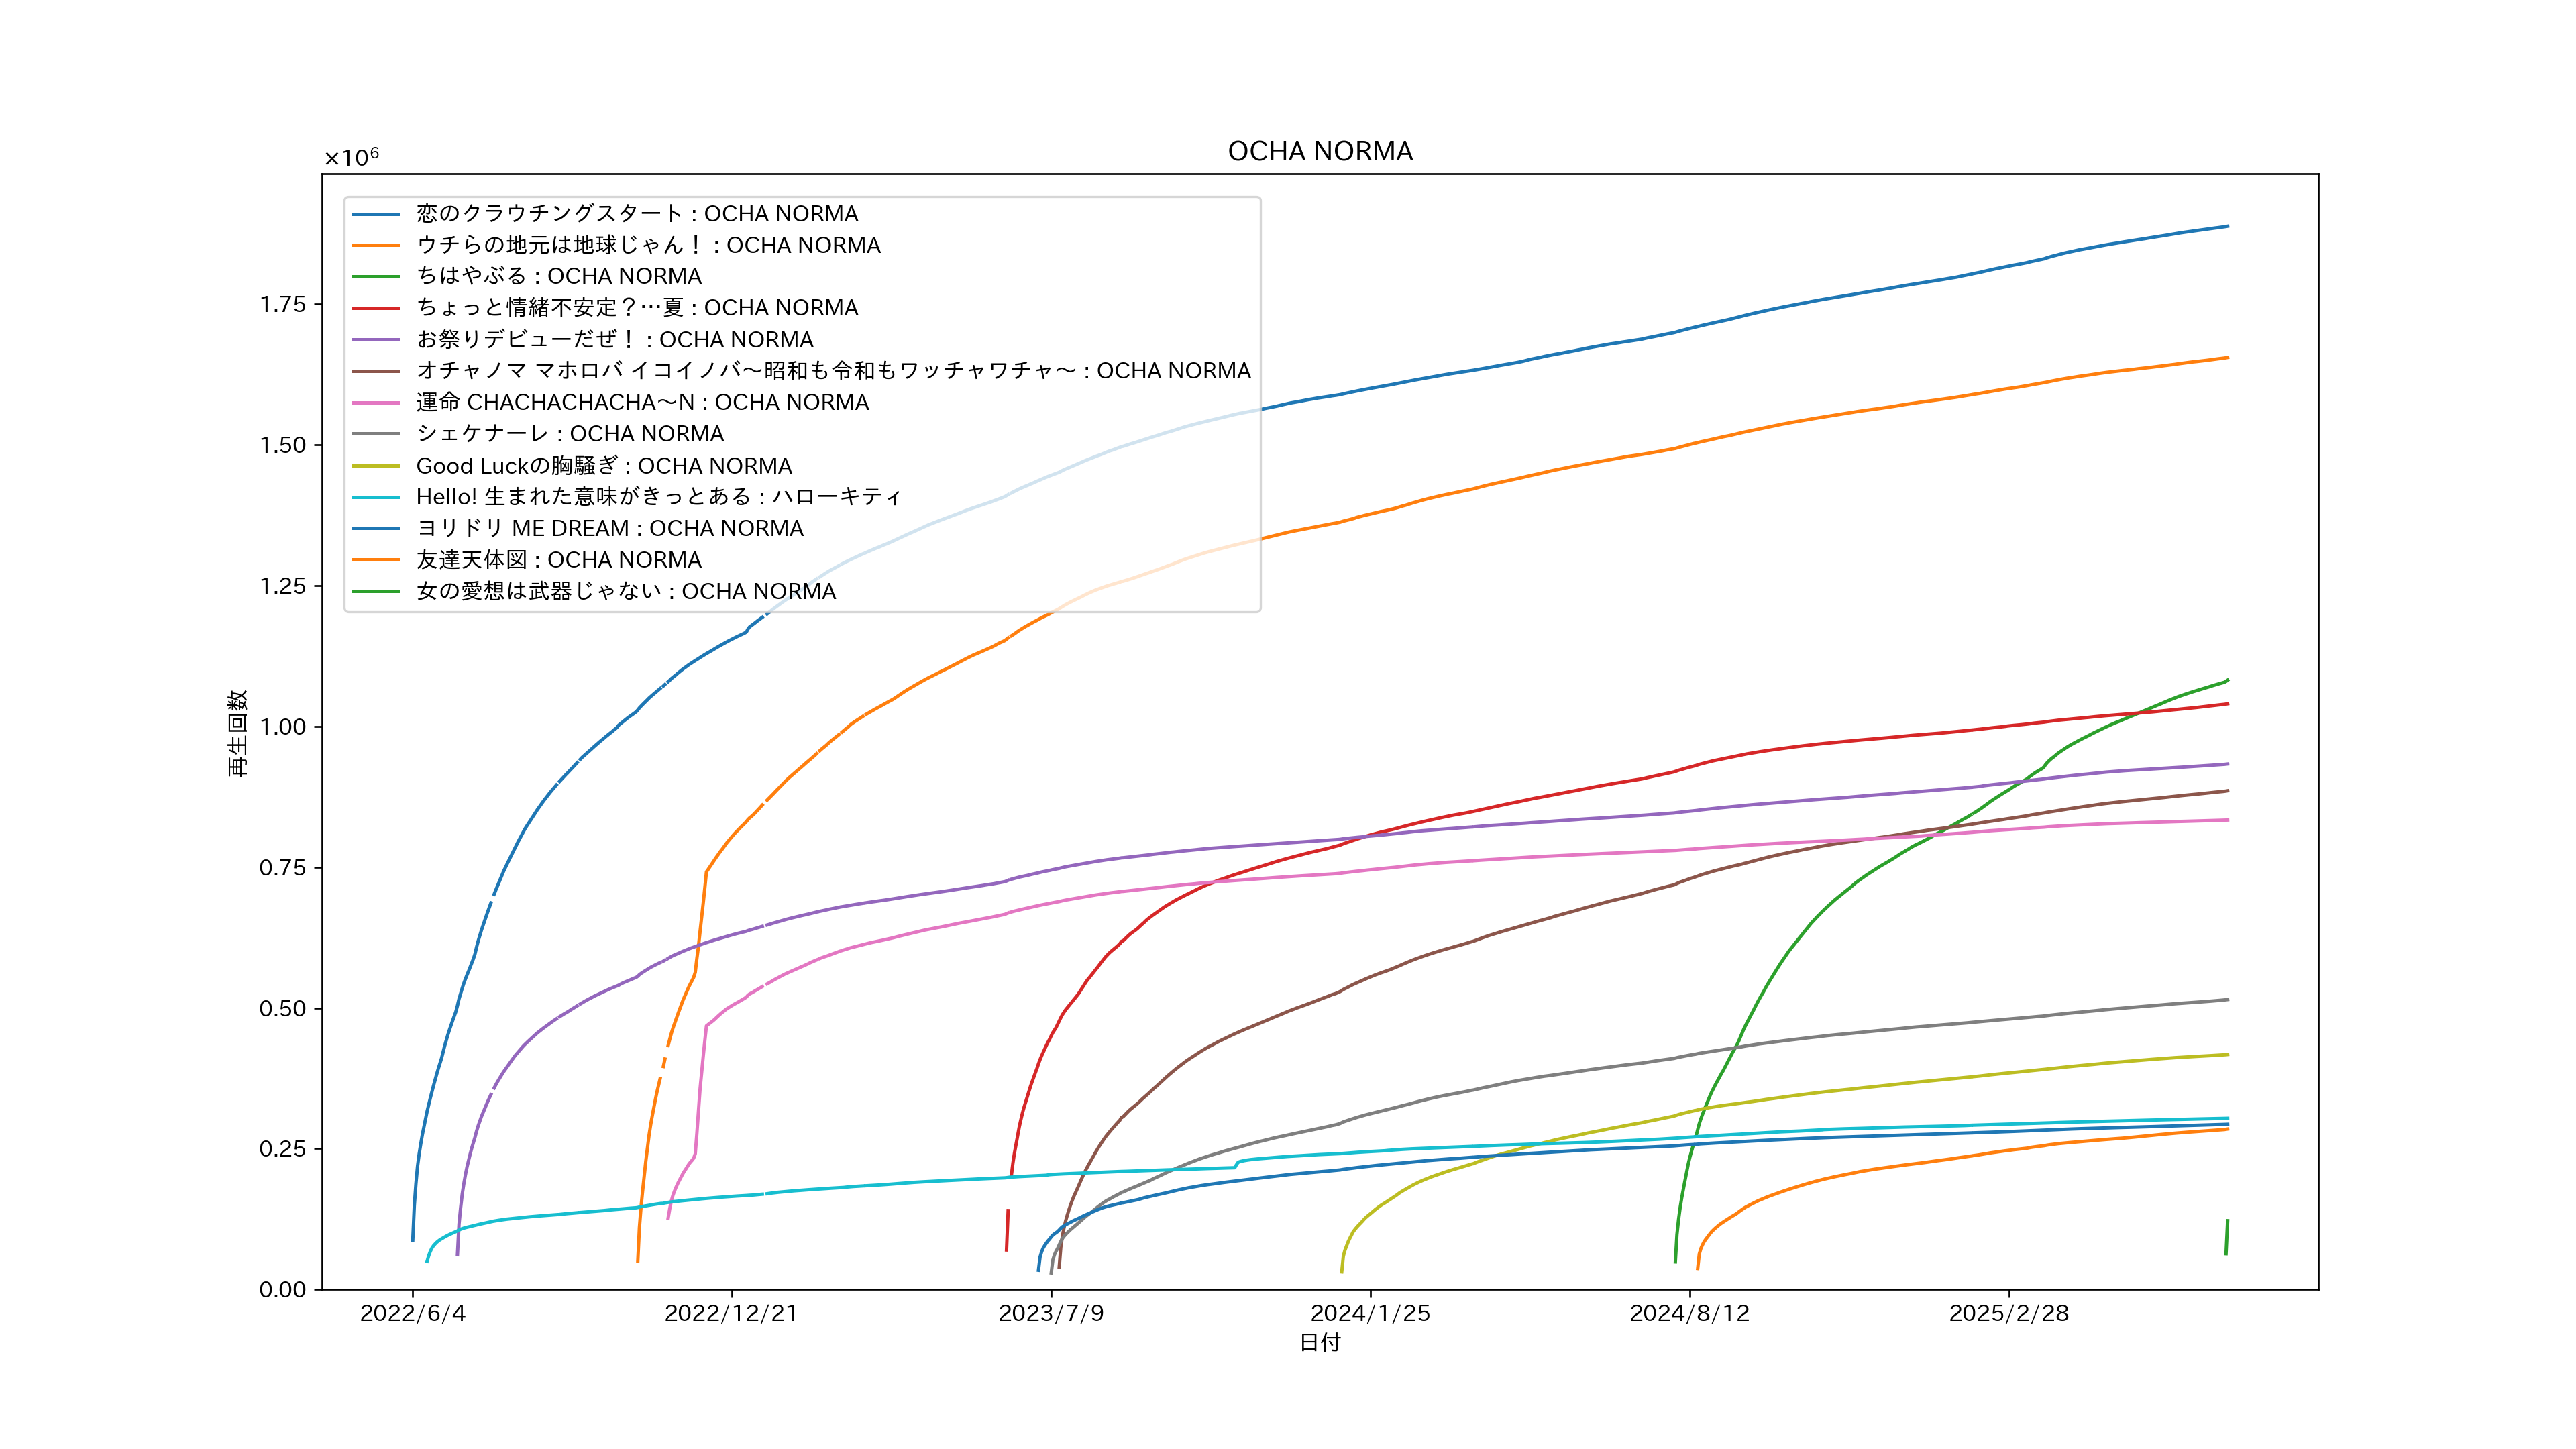 OCHA NORMA
×10⁶
恋のクラウチングスタート : OCHA NORMA
ウチらの地元は地球じゃん！ : OCHA NORMA
ちはやぶる : OCHA NORMA
ちょっと情緒不安定？…夏 : OCHA NORMA
お祭りデビューだぜ！ : OCHA NORMA
オチャノマ マホロバ イコイノバ〜昭和も令和もワッチャワチャ〜 : OCHA NORMA
運命 CHACHACHACHA〜N : OCHA NORMA
シェケナーレ : OCHA NORMA
Good Luckの胸騒ぎ : OCHA NORMA
Hello! 生まれた意味がきっとある : ハローキティ
ヨリドリ ME DREAM : OCHA NORMA
友達天体図 : OCHA NORMA
女の愛想は武器じゃない : OCHA NORMA
1.75
1.50
1.25
1.00
0.75
0.50
0.25
0.00
再生回数
2022/6/4 2022/12/21 2023/7/9 2024/1/25 2024/8/12 2025/2/28
日付